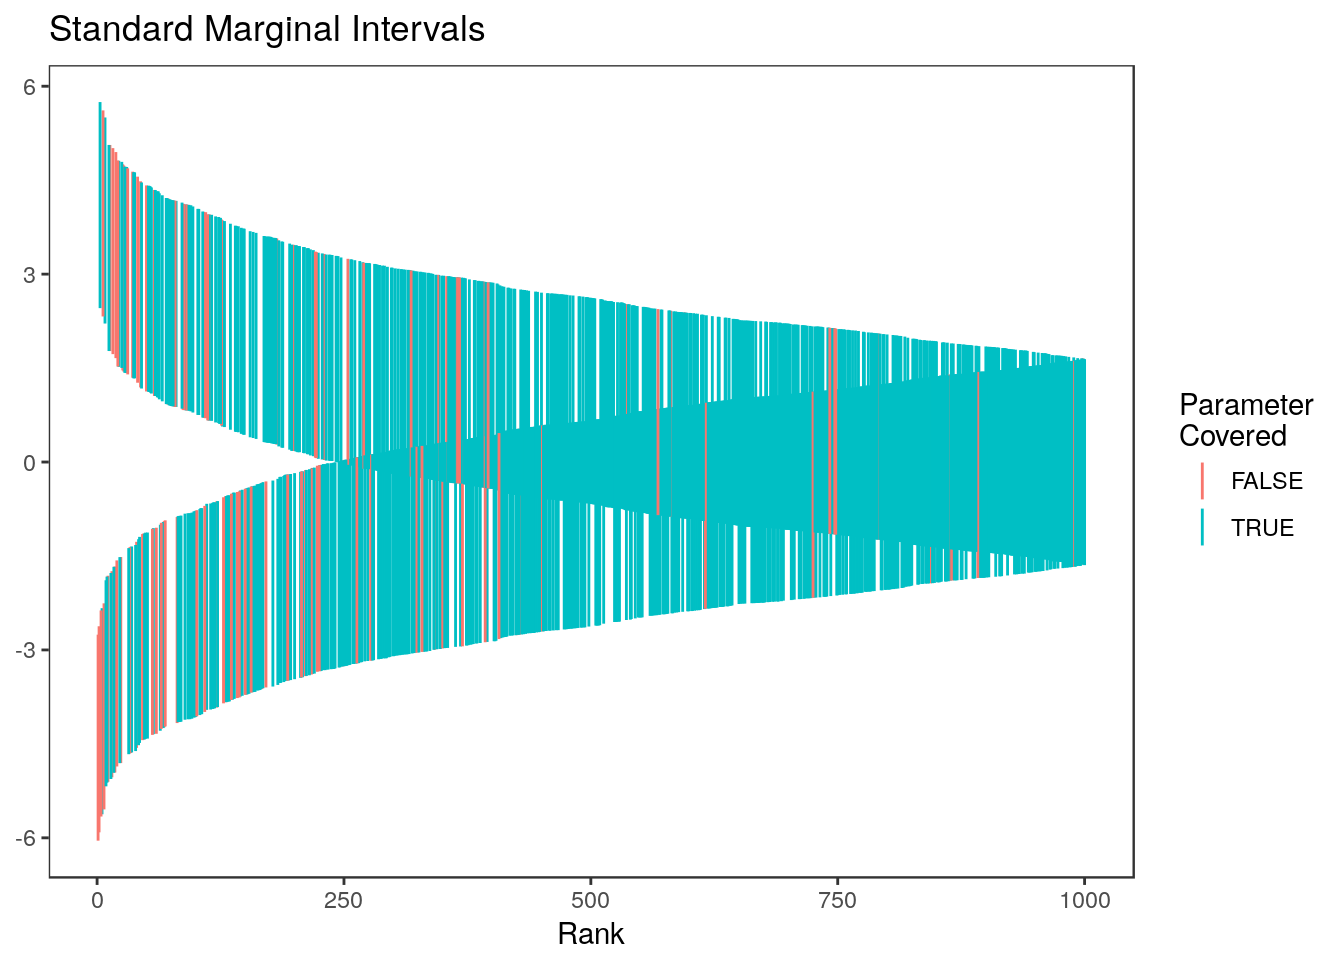 Standard Marginal Intervals
6
3
0
-3
-6
0 250 500 750 1000
Rank
Parameter
Covered
FALSE
TRUE